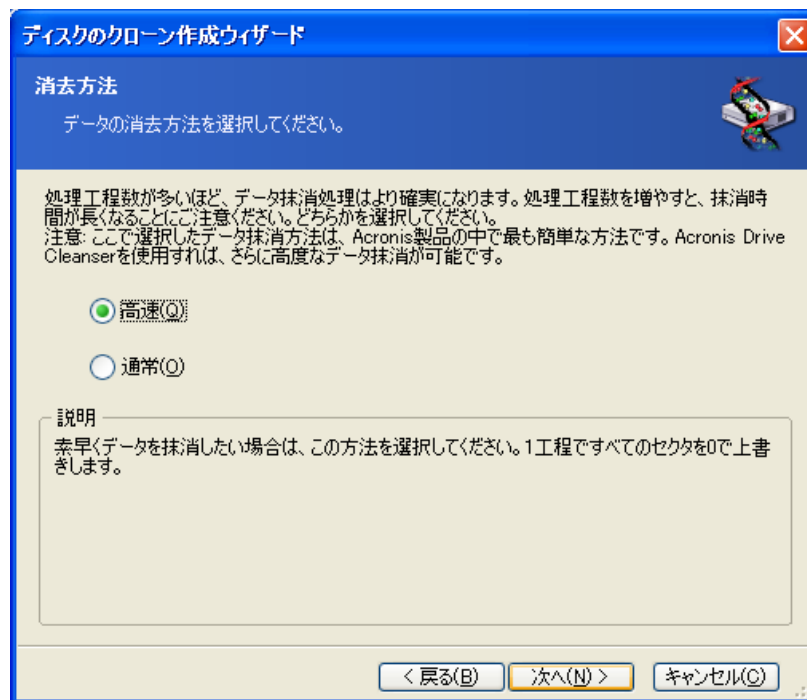 ディスクのクローン作成ウィザード
消去方法
データの消去方法を選択してください。
処理工程数が多いほど、データ抹消処理はより確実になります。処理工程数を増やすと、抹消時
間が長くなることにご注意ください。どちらかを選択してください。
注意: ここで選択したデータ抹消方法は、Acronis製品の中で最も簡単な方法です。Acronis Drive
Cleanserを使用すれば、さらに高度なデータ抹消が可能です。
高速(Q)
通常(O)
説明
素早くデータを抹消したい場合は、この方法を選択してください。1工程ですべてのセクタを0で上書
きします。
< 戻る(B)
次へ(N) >
キャンセル(C)